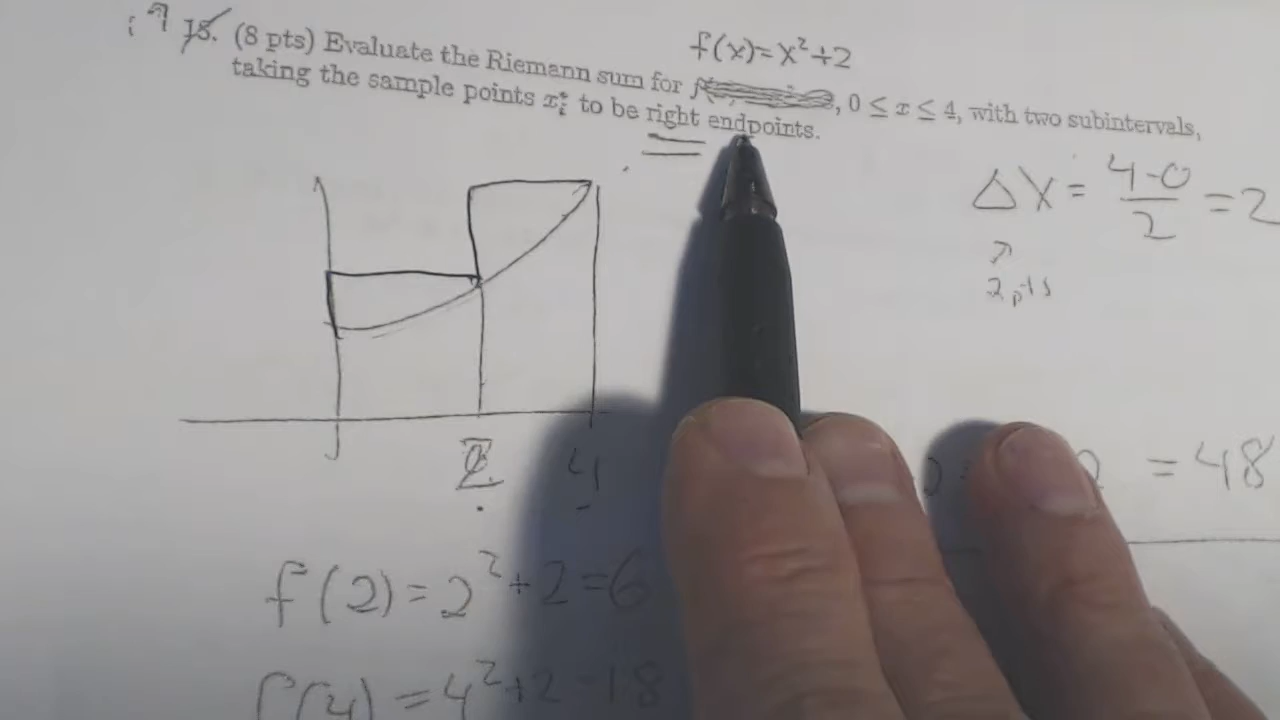 f(x)=x²+2
15. (8 pts) Evaluate the Riemann sum for , 0 ≤ x ≤ 4, with two subintervals,
taking the sample points xᵢ* to be right endpoints.
Δx = 4-0/2 = 2
2 pts
2 4
= 48
f(2)=2²+2=6
f(4)=4²+2=18